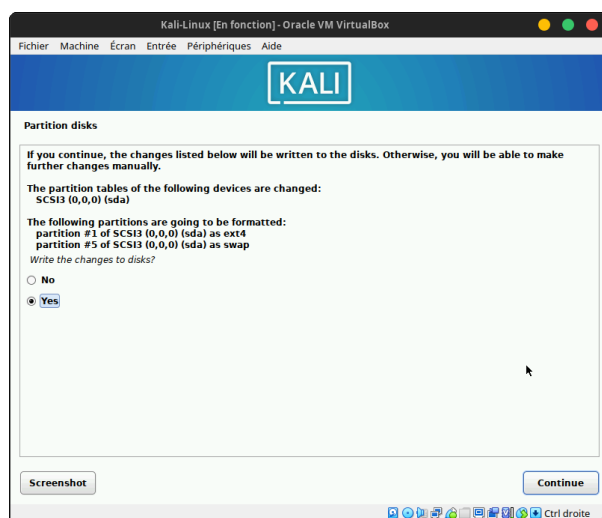 Kali-Linux [En fonction] - Oracle VM VirtualBox
Fichier Machine Écran Entrée Périphériques Aide
KALI
Partition disks
If you continue, the changes listed below will be written to the disks. Otherwise, you will be able to make
further changes manually.
The partition tables of the following devices are changed:
SCSI3 (0,0,0) (sda)
The following partitions are going to be formatted:
partition #1 of SCSI3 (0,0,0) (sda) as ext4
partition #5 of SCSI3 (0,0,0) (sda) as swap
Write the changes to disks?
No
Yes
Screenshot Continue
Ctrl droite